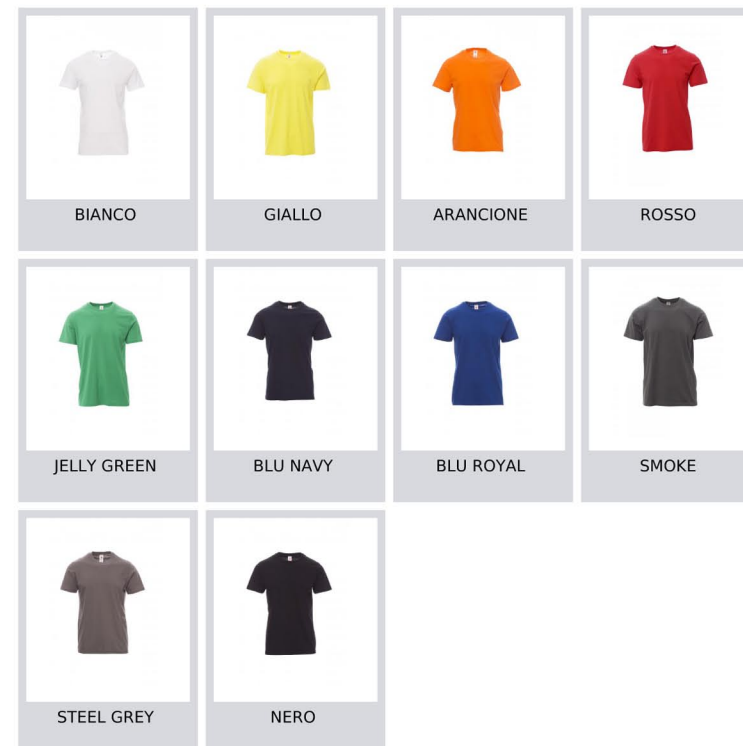 BIANCO
GIALLO
ARANCIONE
ROSSO
JELLY GREEN
BLU NAVY
BLU ROYAL
SMOKE
STEEL GREY
NERO